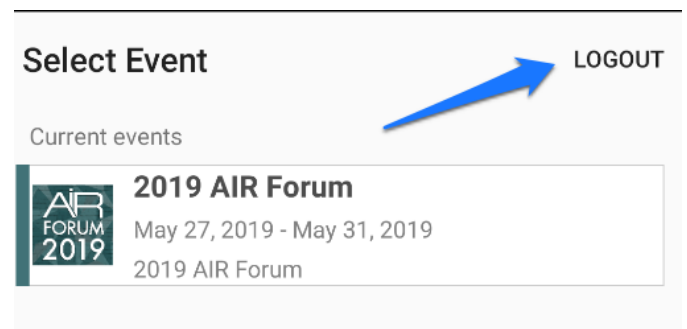 Select Event
LOGOUT
Current events
AIR
FORUM
2019
2019 AIR Forum
May 27, 2019 - May 31, 2019
2019 AIR Forum